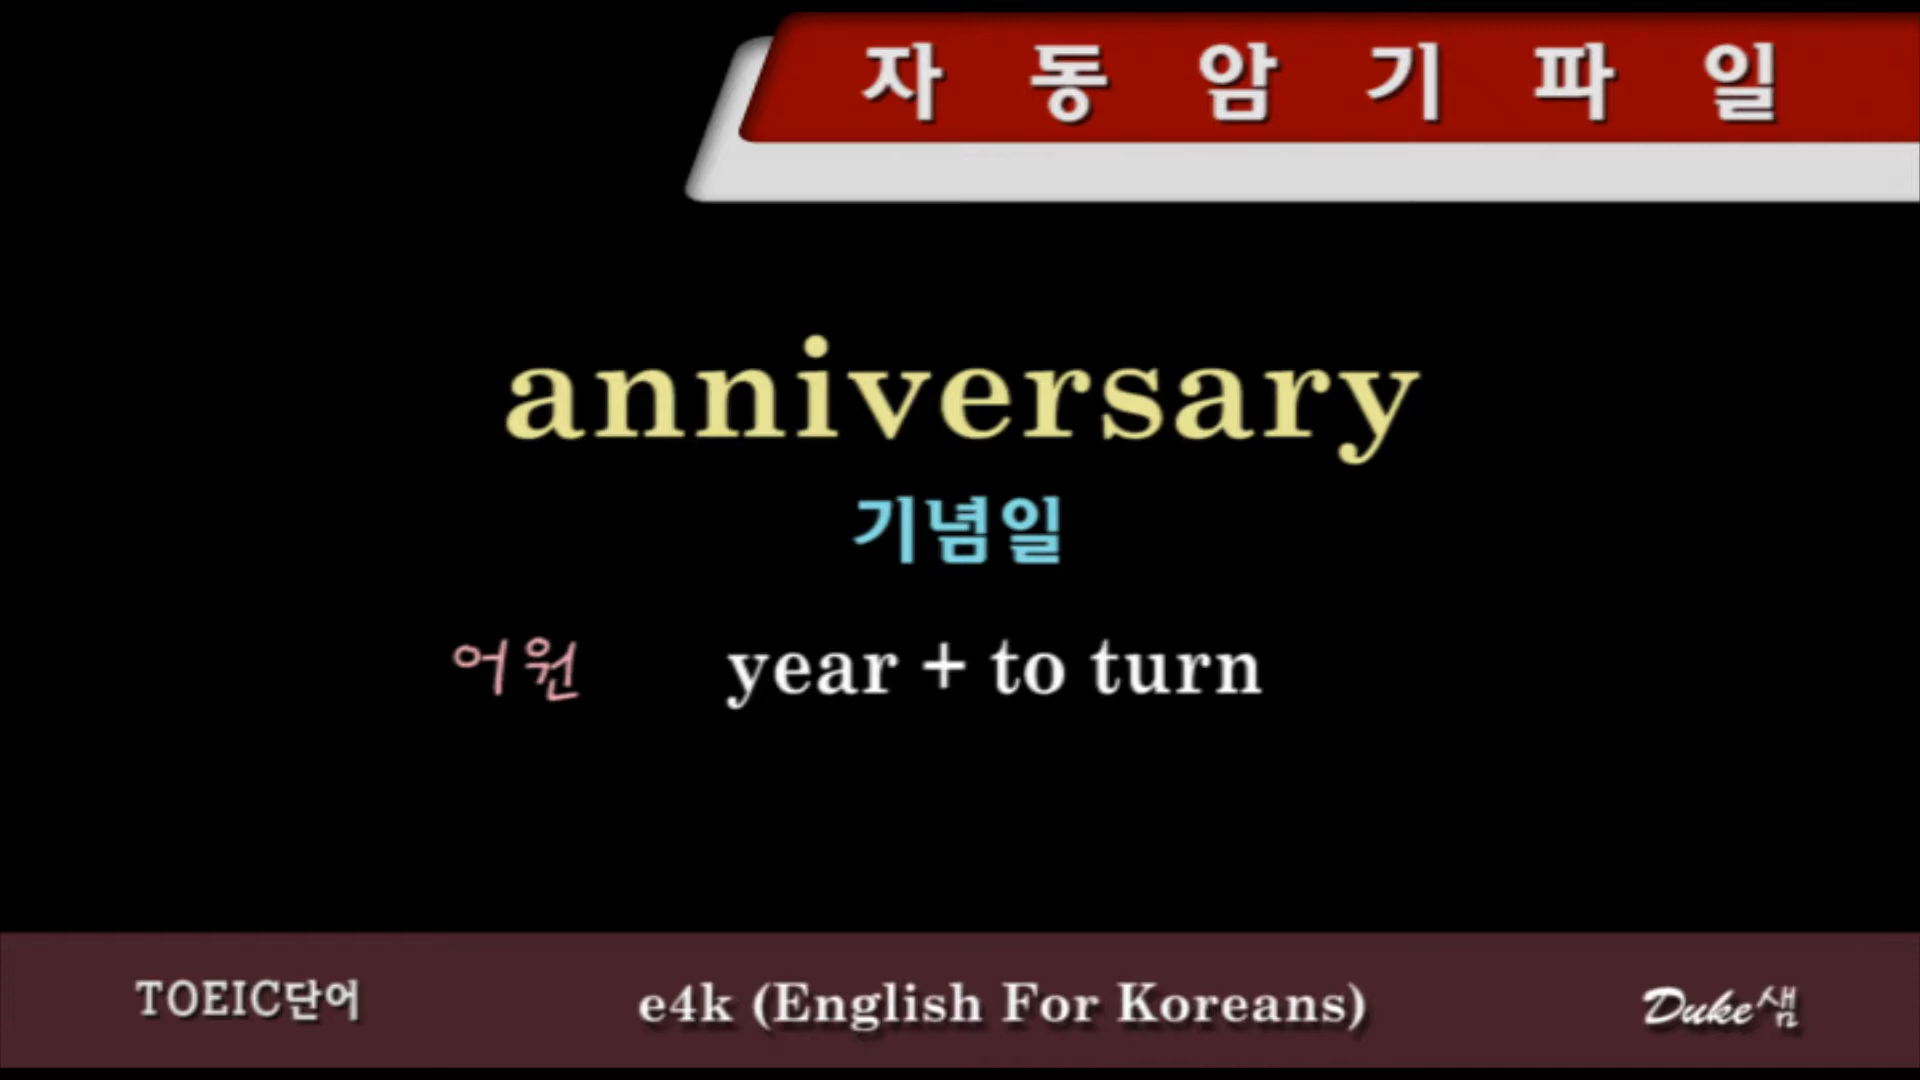 자 동 암 기 파 일
anniversary
기념일
어원 year + to turn
TOEIC단어 e4k (English For Koreans) Duke샘